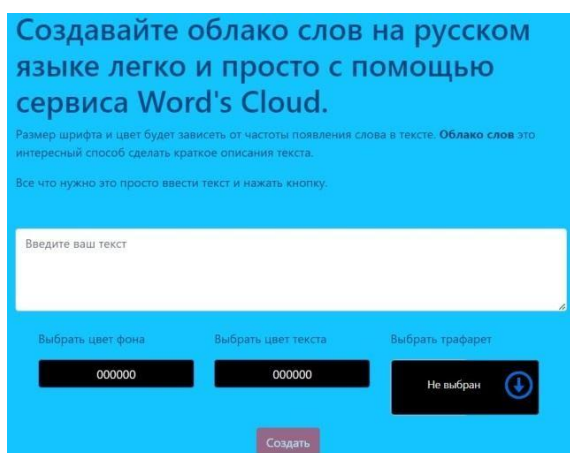 Создавайте облако слов на русском
языке легко и просто с помощью
сервиса Word's Cloud.
Размер шрифта и цвет будет зависеть от частоты появления слова в тексте. Облако слов это
интересный способ сделать краткое описания текста.
Все что нужно это просто ввести текст и нажать кнопку.
Введите ваш текст
Выбрать цвет фона Выбрать цвет текста Выбрать трафарет
000000 000000 Не выбран
Создать